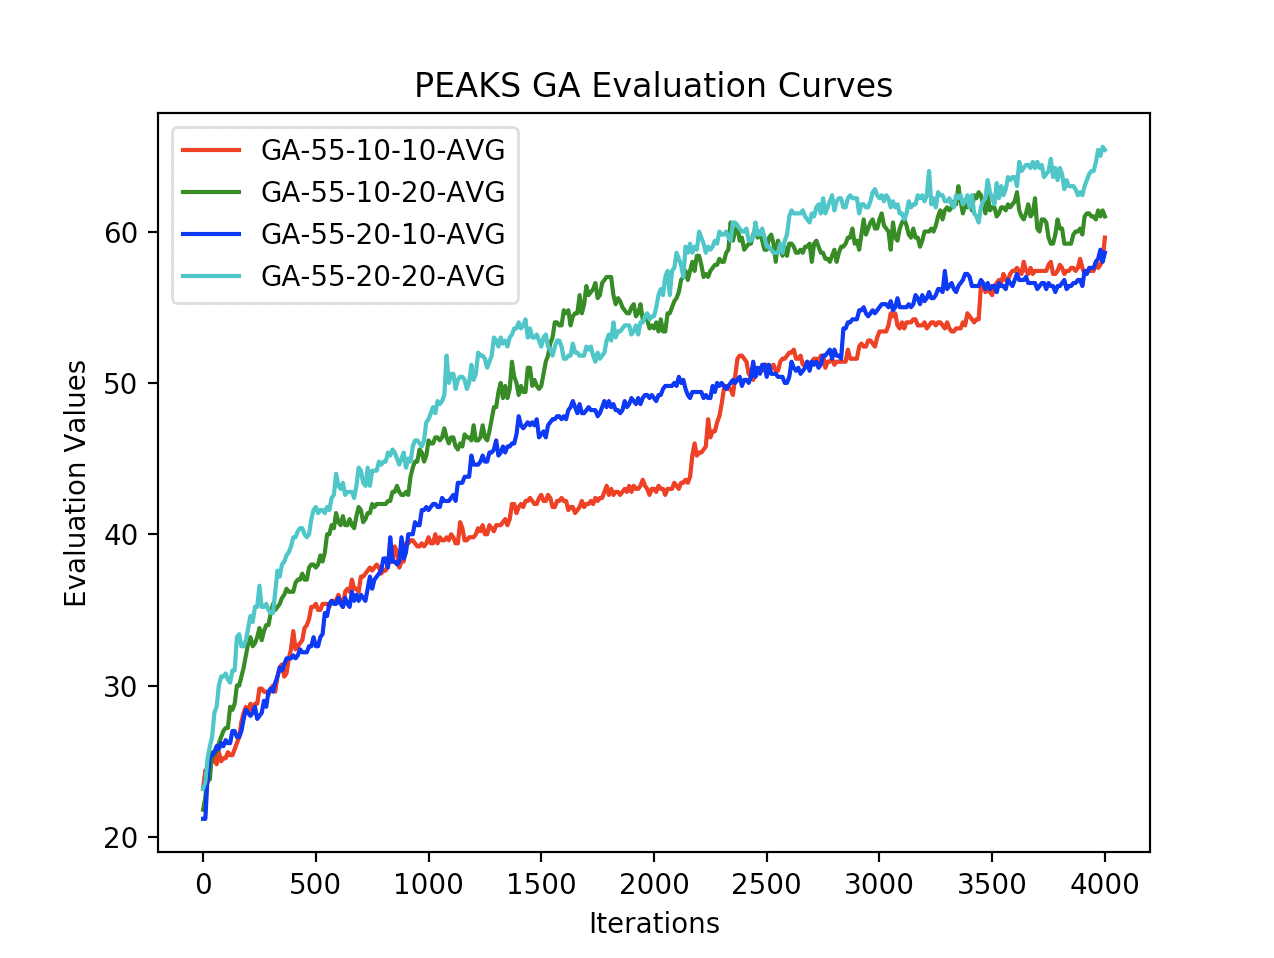 PEAKS GA Evaluation Curves
GA-55-10-10-AVG
GA-55-10-20-AVG
GA-55-20-10-AVG
GA-55-20-20-AVG
Evaluation Values
60
50
40
30
20
0 500 1000 1500 2000 2500 3000 3500 4000
Iterations